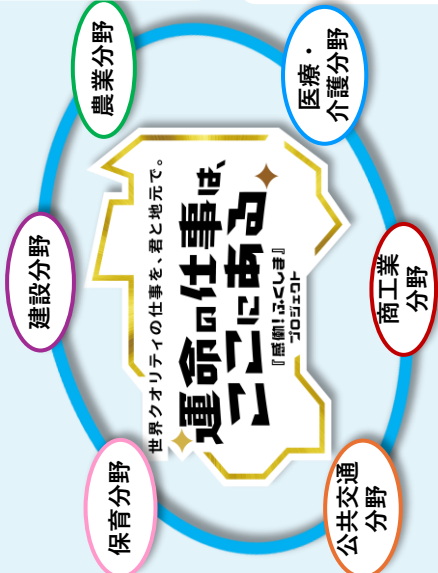 世界クオリティの仕事を、君と地元で。
運命の仕事は、
ここにある
『感働!ふくしま』
プロジェクト
建設分野
農業分野
医療・
介護分野
商工業
分野
公共交通
分野
保育分野